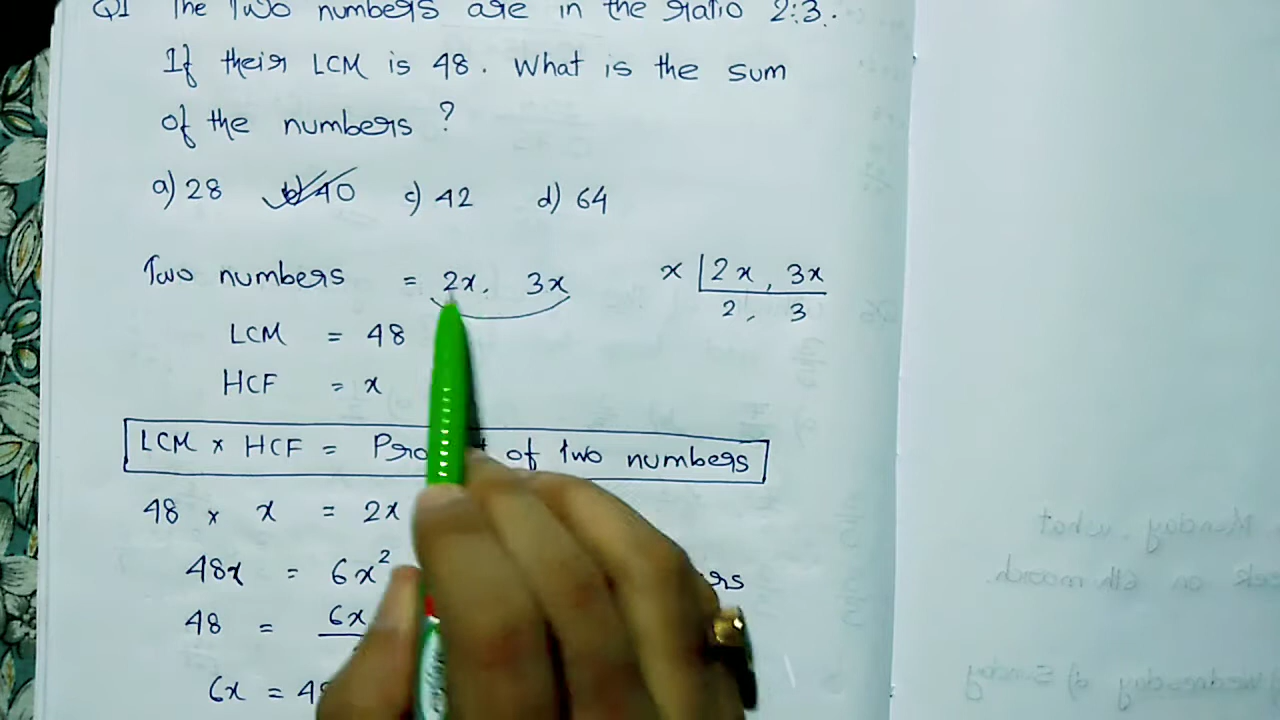 Q1 The Two numbers are in the ratio 2:3.
If their LCM is 48. What is the sum
of the numbers ?
a) 28 b) 40 c) 42 d) 64
Two numbers = 2x, 3x
x 2x, 3x
2, 3
LCM = 48
HCF = x
LCM x HCF = of two numbers
48 x x = 2x
48x = 6x²
48 = 6x
6x = 48